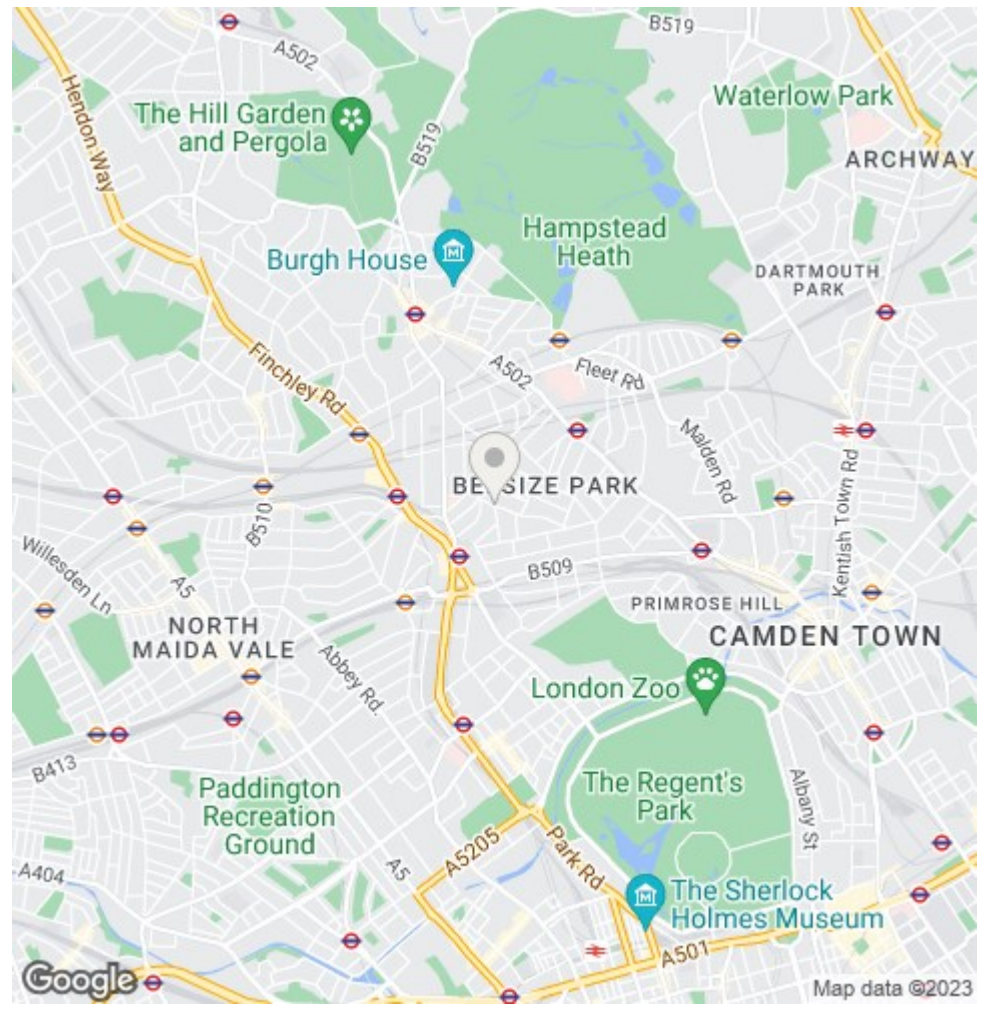 B519
A502
Hendon Way
The Hill Garden
and Pergola
B519
Waterlow Park
ARCHWAY
Hampstead
Heath
Burgh House
DARTMOUTH
PARK
Finchley Rd
A502
Fleet Rd
Malden Rd
BELSIZE PARK
Kentish Town Rd
B510
Willesden Ln
A5
B509
PRIMROSE HILL
NORTH
MAIDA VALE
CAMDEN TOWN
Abbey Rd.
London Zoo
B413
Paddington
Recreation
Ground
The Regent's
Park
Albany St
A5205
Park Rd
A5
A404
The Sherlock
Holmes Museum
A501
Google
Map data ©2023